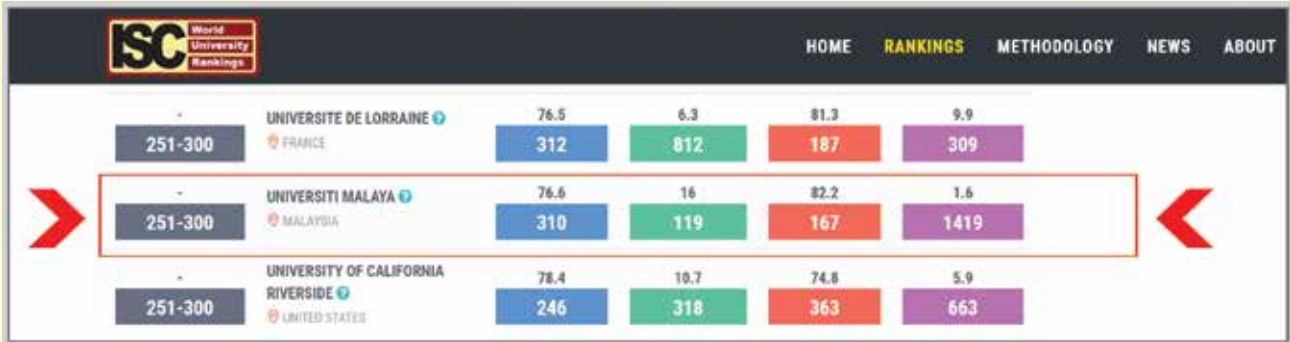 ISC World
University
Rankings
HOME RANKINGS METHODOLOGY NEWS ABOUT
- UNIVERSITE DE LORRAINE 76.5 6.3 81.3 9.9
251-300 FRANCE 312 812 187 309
- UNIVERSITI MALAYA 76.6 16 82.2 1.6
251-300 MALAYSIA 310 119 167 1419
- UNIVERSITY OF CALIFORNIA 78.4 10.7 74.8 5.9
RIVERSIDE
251-300 UNITED STATES 246 318 363 663